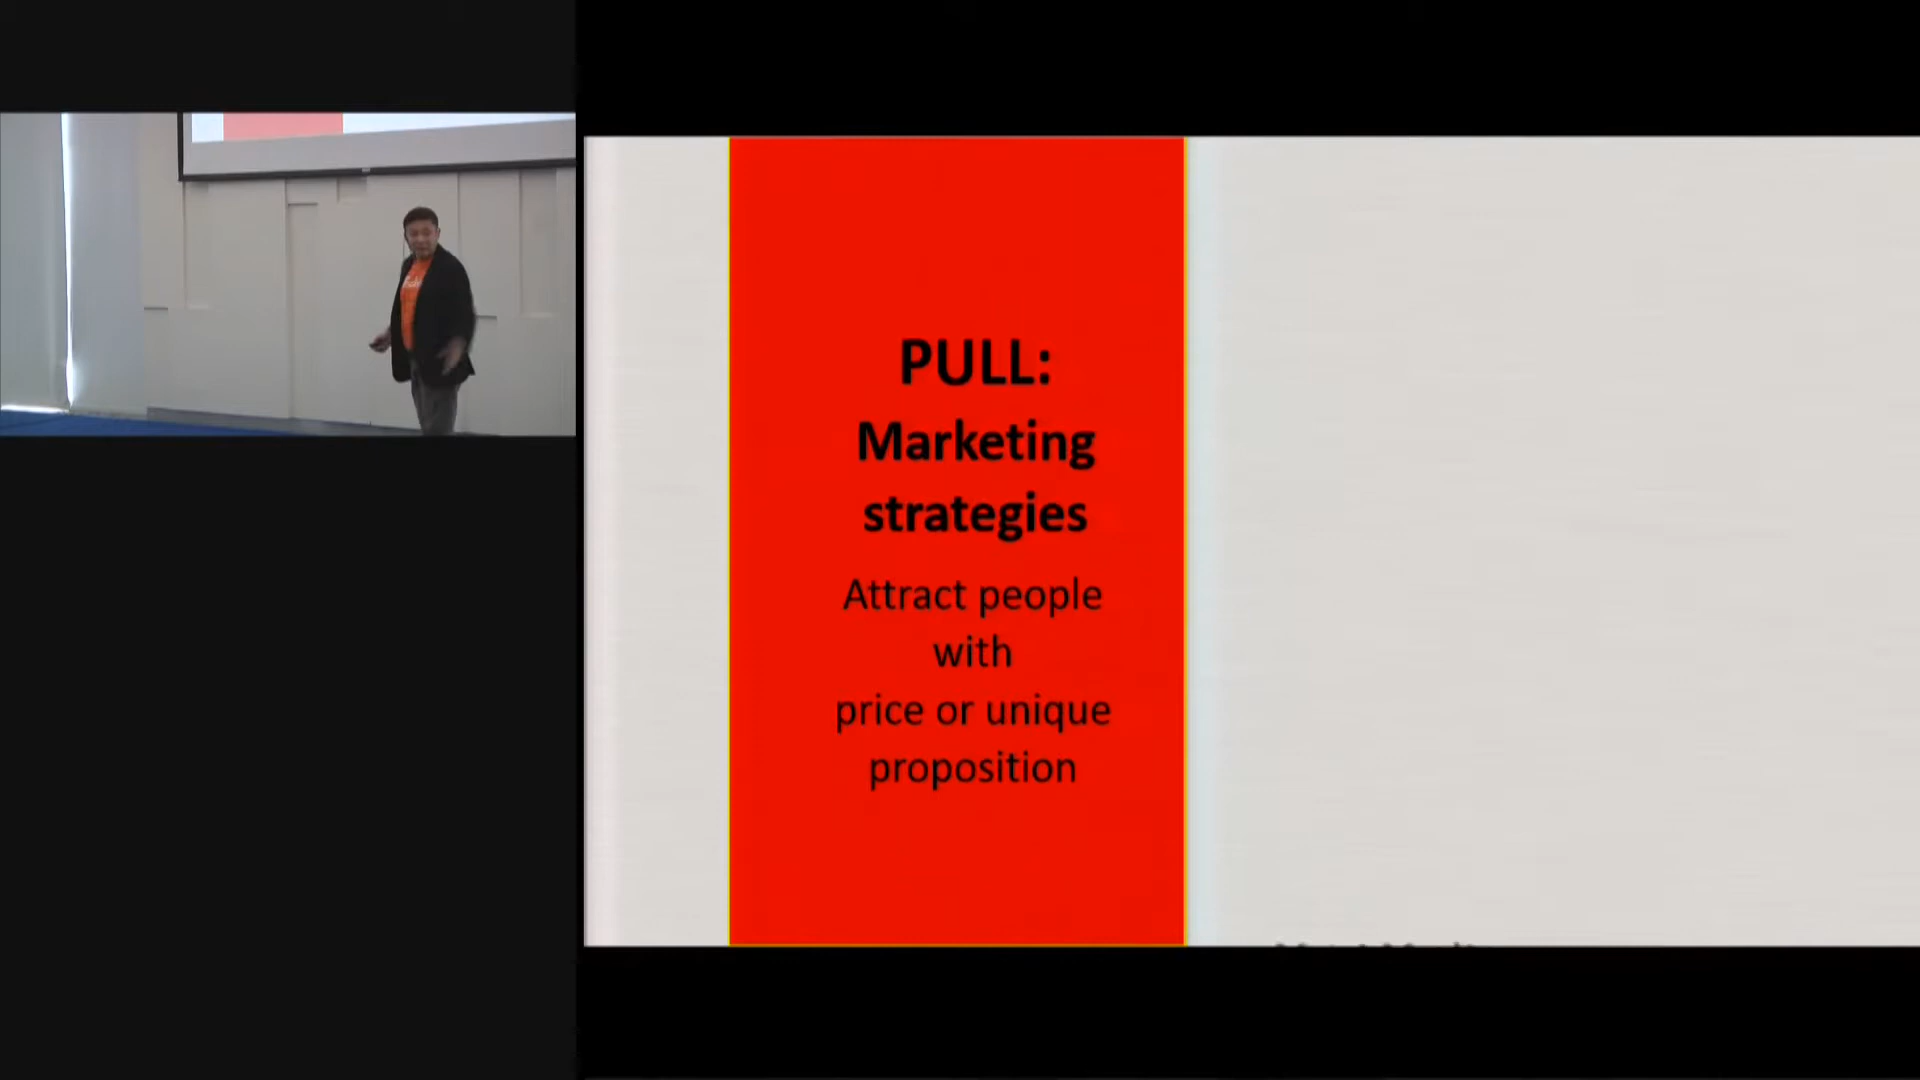 PULL:
Marketing
strategies
Attract people
with
price or unique
proposition